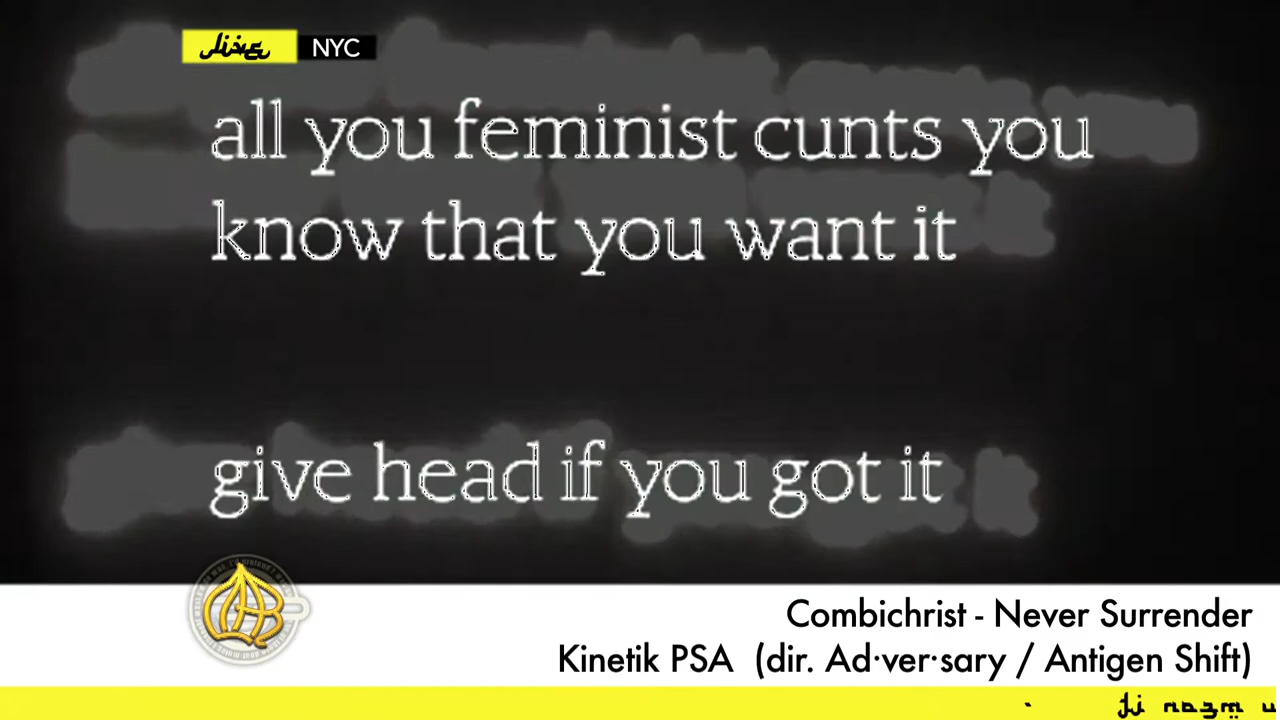 live NYC
all you feminist cunts you
know that you want it
give head if you got it
Combichrist - Never Surrender
Kinetik PSA (dir. Ad·ver·sary / Antigen Shift)